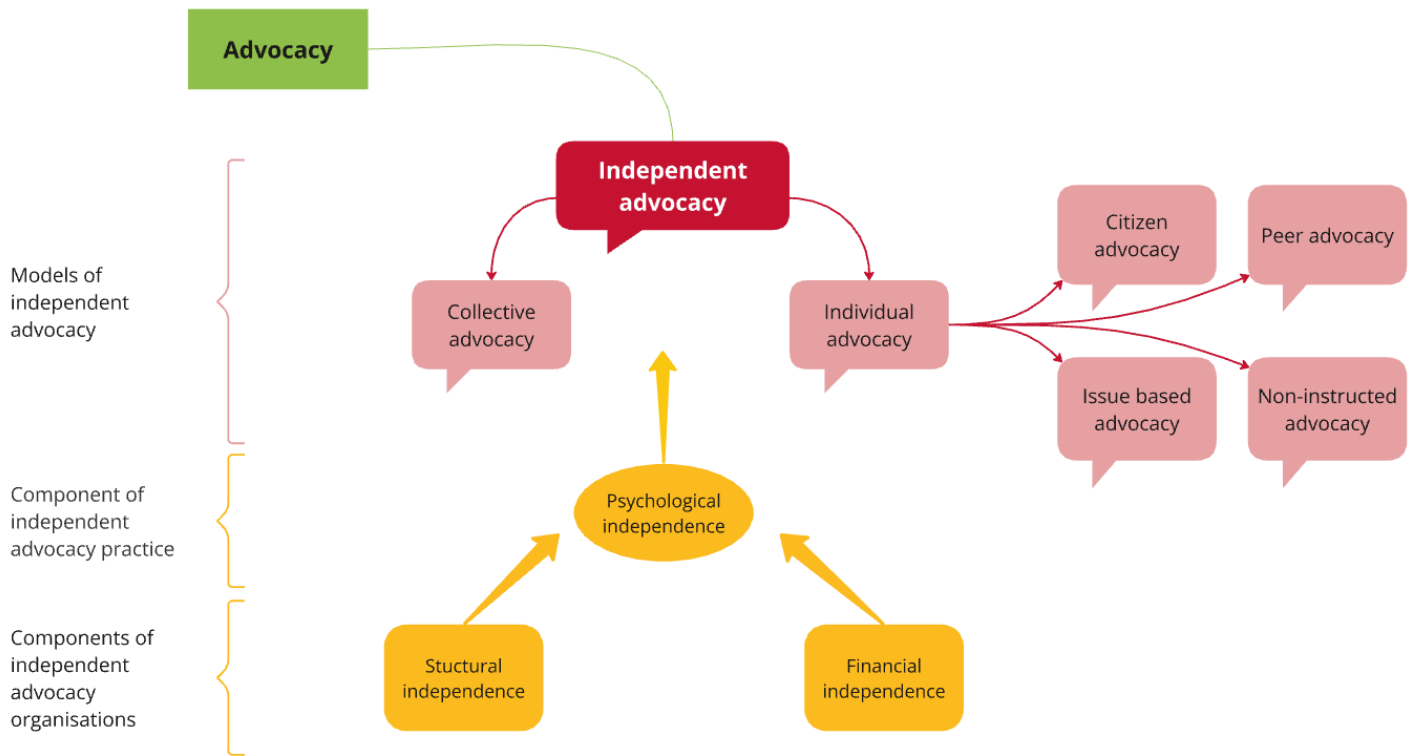 Advocacy
Independent
advocacy
Models of
independent
advocacy
Collective
advocacy
Individual
advocacy
Citizen
advocacy
Peer advocacy
Issue based
advocacy
Non-instructed
advocacy
Component of
independent
advocacy practice
Psychological
independence
Components of
independent
advocacy
organisations
Stuctural
independence
Financial
independence